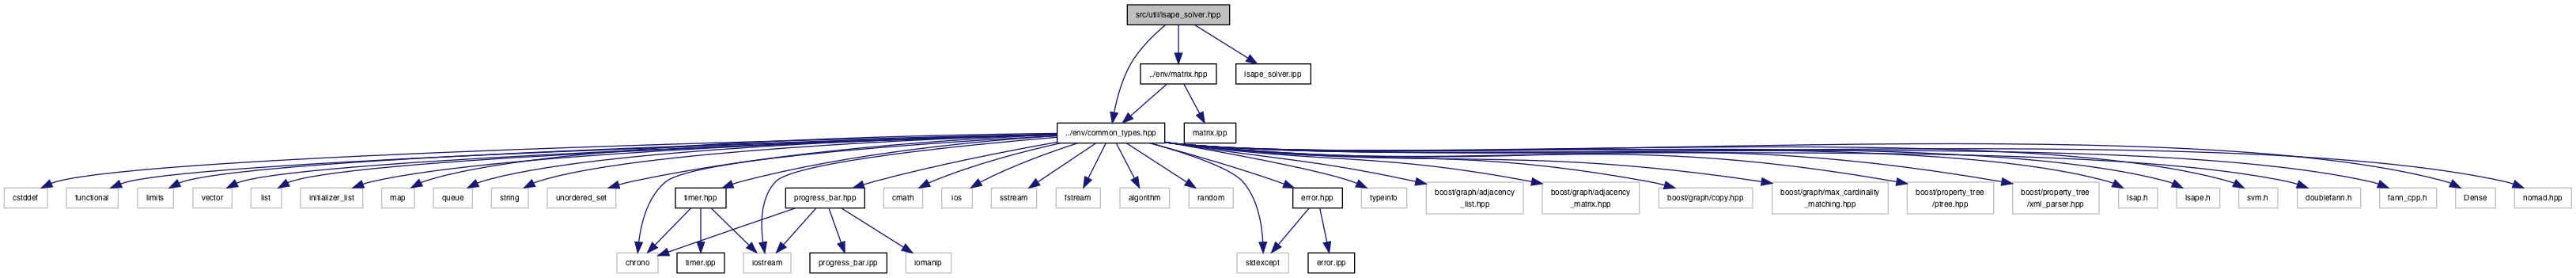 src/util/lsape_solver.hpp
../env/matrix.hpp
lsape_solver.ipp
../env/common_types.hpp
matrix.ipp
cstddef
functional
limits
vector
list
initializer_list
map
queue
string
unordered_set
timer.hpp
progress_bar.hpp
cmath
ios
sstream
fstream
algorithm
random
error.hpp
typeinfo
boost/graph/adjacency
_list.hpp
boost/graph/adjacency
_matrix.hpp
boost/graph/copy.hpp
boost/graph/max_cardinality
_matching.hpp
boost/property_tree
/ptree.hpp
boost/property_tree
/xml_parser.hpp
lsap.h
lsape.h
svm.h
doublefann.h
fann_cpp.h
Dense
nomad.hpp
chrono
timer.ipp
iostream
progress_bar.ipp
iomanip
stdexcept
error.ipp